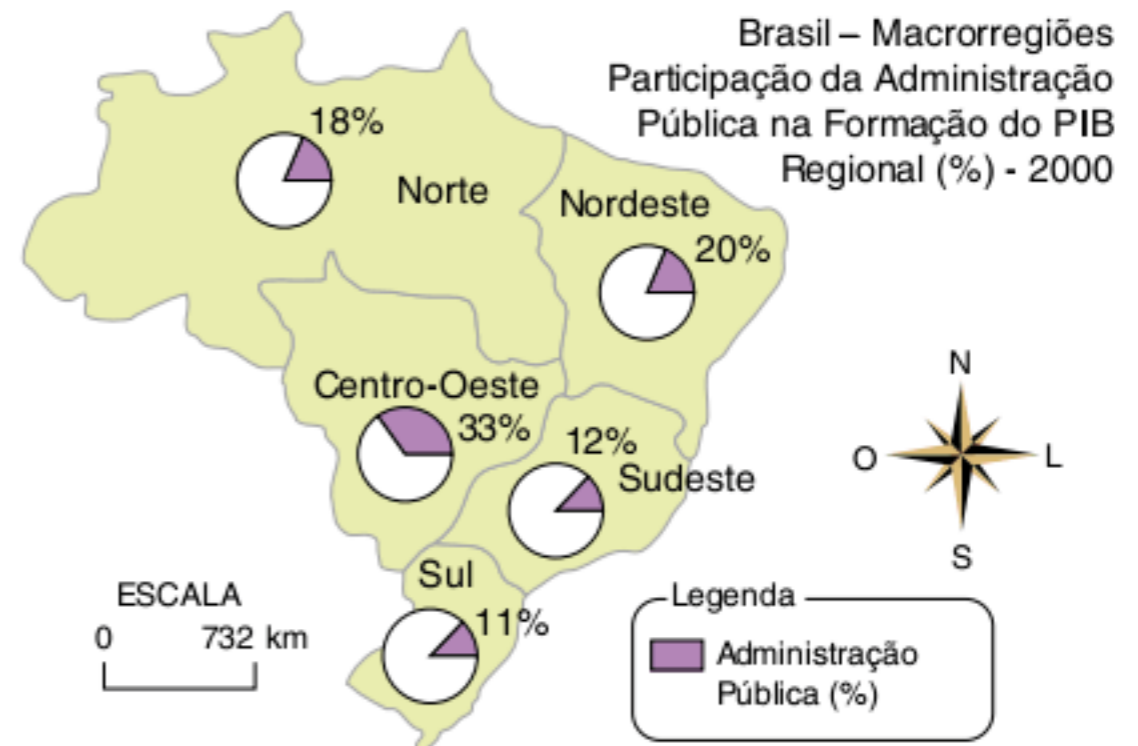 Brasil – Macrorregiões
Participação da Administração
Pública na Formação do PIB
Regional (%) - 2000
18%
Norte
Nordeste
20%
Centro-Oeste
33%
12%
Sudeste
Sul
11%
N
O
L
S
ESCALA
0 732 km
Legenda
Administração
Pública (%)